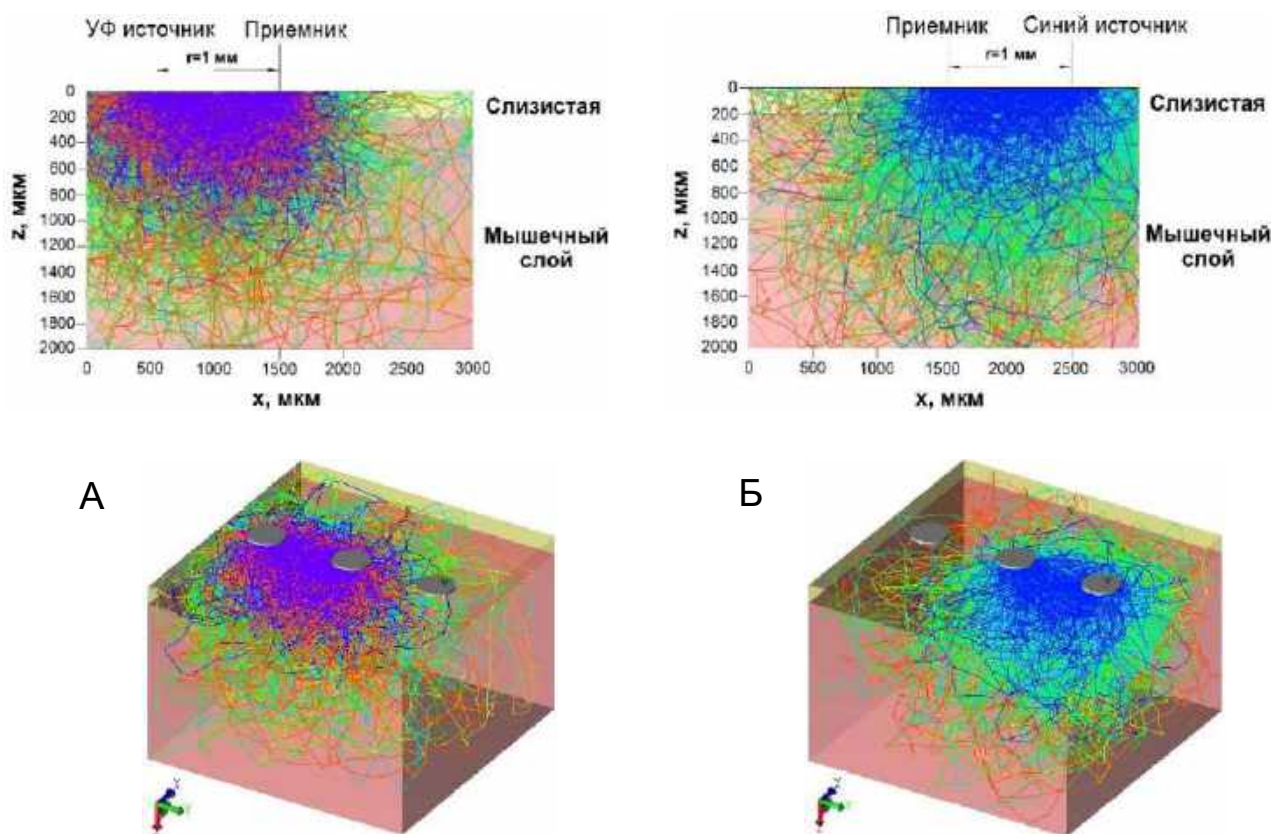 УФ источник Приемник
r=1 мм
0
200
400
600
800
1000
1200
1400
1600
1800
2000
z, мкм
0 500 1000 1500 2000 2500 3000
x, мкм
Слизистая
Мышечный
слой
Приемник Синий источник
r=1 мм
0
200
400
600
800
1000
1200
1400
1600
1800
2000
z, мкм
0 500 1000 1500 2000 2500 3000
x, мкм
Слизистая
Мышечный
слой
А
Б